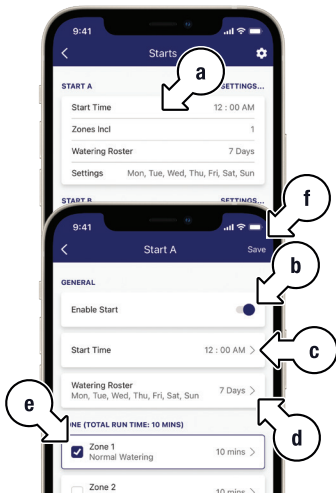 9:41
Starts
a
START A SETTINGS...
Start Time 12 : 00 AM
Zones Incl 1
Watering Roster 7 Days
Settings Mon, Tue, Wed, Thu, Fri, Sat, Sun
START B SETTINGS...
f
9:41
Start A Save
b
GENERAL
Enable Start
Start Time 12 : 00 AM
c
Watering Roster 7 Days
Mon, Tue, Wed, Thu, Fri, Sat, Sun
e
d
NE (TOTAL RUN TIME: 10 MINS)
Zone 1 10 mins
Normal Watering
Zone 2 10 mins